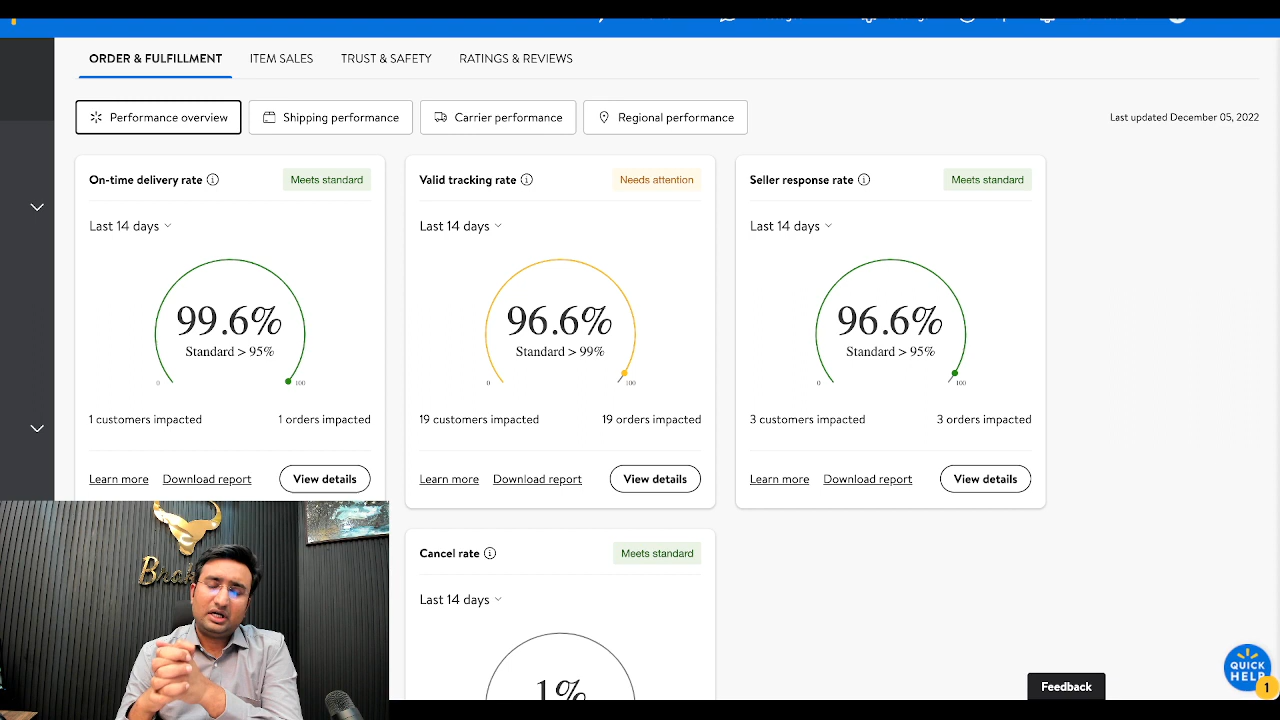 ORDER & FULFILLMENT ITEM SALES TRUST & SAFETY RATINGS & REVIEWS
Performance overview Shipping performance Carrier performance Regional performance Last updated December 05, 2022
On-time delivery rate Meets standard
Last 14 days
99.6%
Standard > 95%
0 100
1 customers impacted 1 orders impacted
Learn more Download report View details
Valid tracking rate Needs attention
Last 14 days
96.6%
Standard > 99%
0 100
19 customers impacted 19 orders impacted
Learn more Download report View details
Seller response rate Meets standard
Last 14 days
96.6%
Standard > 95%
0 100
3 customers impacted 3 orders impacted
Learn more Download report View details
Cancel rate Meets standard
Last 14 days
1%
QUICK
HELP
1
Feedback